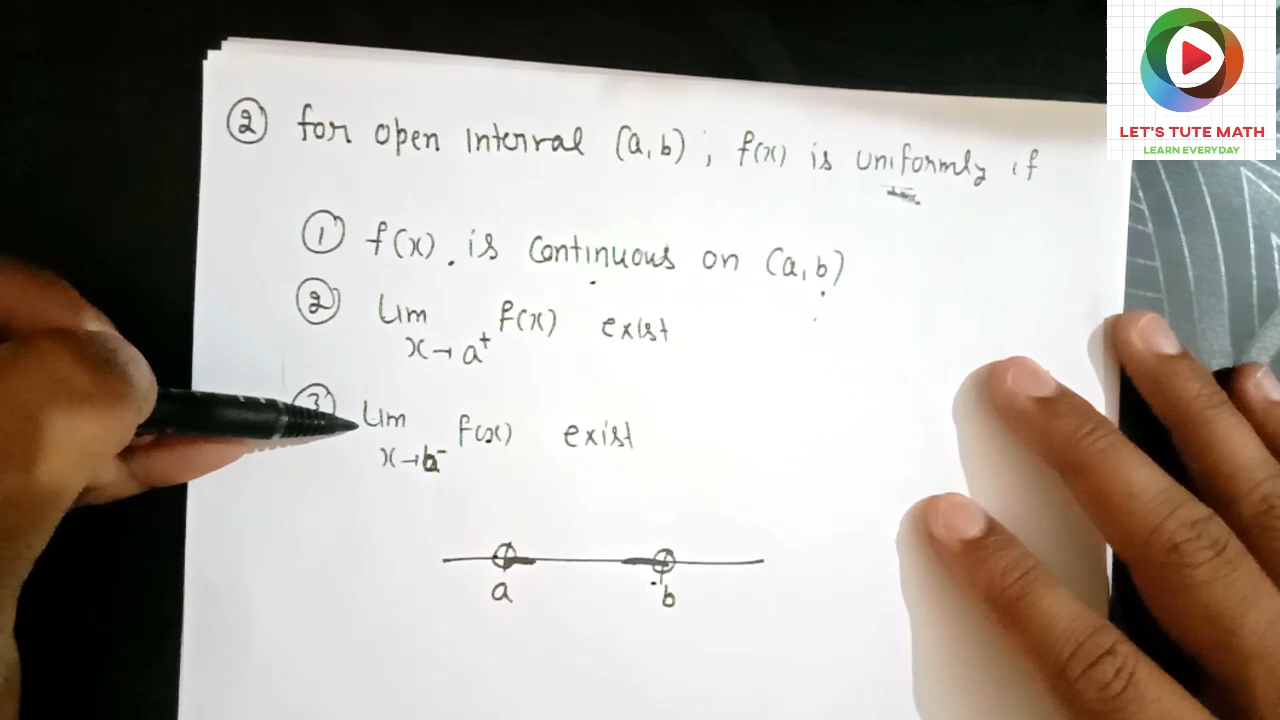 ② for open Interval (a,b) ; f(x) is uniformly if
① f(x) is continuous on (a,b)
② Lim x→a⁺ f(x) exist
③ Lim x→b⁻ f(x) exist
a b
LET'S TUTE MATH
LEARN EVERYDAY